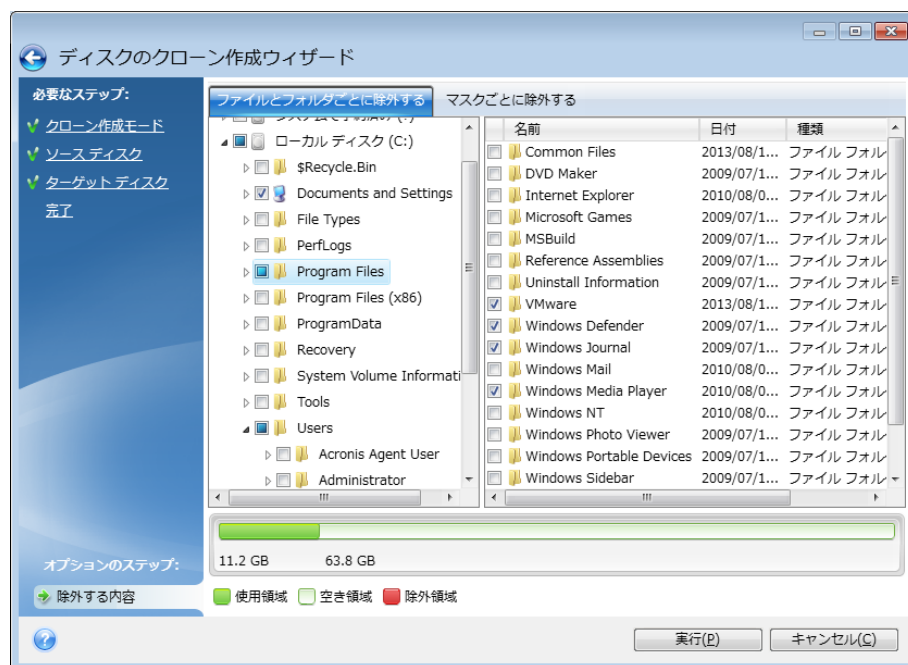 ディスクのクローン作成ウィザード
必要なステップ:
クローン作成モード
ソース ディスク
ターゲット ディスク
完了
オプションのステップ:
除外する内容
ファイルとフォルダごとに除外する
マスクごとに除外する
ローカル ディスク (C:)
$Recycle.Bin
Documents and Settings
File Types
PerfLogs
Program Files
Program Files (x86)
ProgramData
Recovery
System Volume Informati
Tools
Users
Acronis Agent User
Administrator
名前 日付 種類
Common Files 2013/08/1... ファイル フォル
DVD Maker 2009/07/1... ファイル フォル
Internet Explorer 2010/08/0... ファイル フォル
Microsoft Games 2009/07/1... ファイル フォル
MSBuild 2009/07/1... ファイル フォル
Reference Assemblies 2009/07/1... ファイル フォル
Uninstall Information 2009/07/1... ファイル フォル
VMware 2013/08/1... ファイル フォル
Windows Defender 2009/07/1... ファイル フォル
Windows Journal 2009/07/1... ファイル フォル
Windows Mail 2010/08/0... ファイル フォル
Windows Media Player 2010/08/0... ファイル フォル
Windows NT 2010/08/0... ファイル フォル
Windows Photo Viewer 2009/07/1... ファイル フォル
Windows Portable Devices 2009/07/1... ファイル フォル
Windows Sidebar 2009/07/1... ファイル フォル
11.2 GB 63.8 GB
使用領域 空き領域 除外領域
実行(P) キャンセル(C)